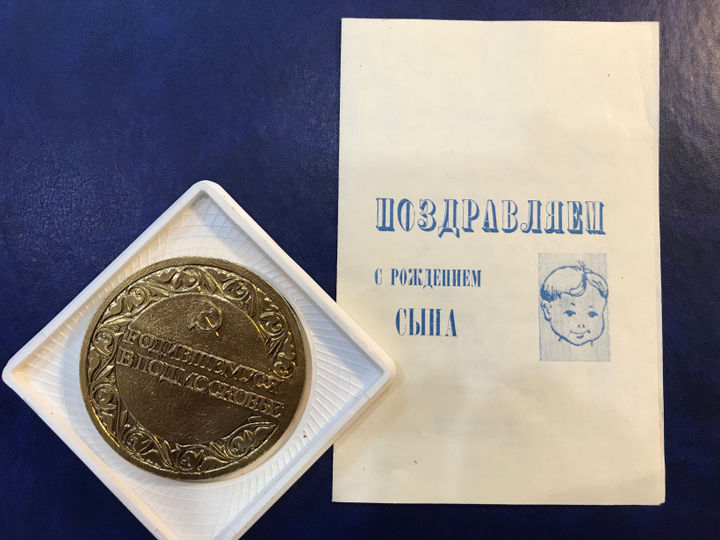 РОДИВШЕМУСЯ
В ПОДМОСКОВЬЕ
ПОЗДРАВЛЯЕМ
С РОЖДЕНИЕМ
СЫНА